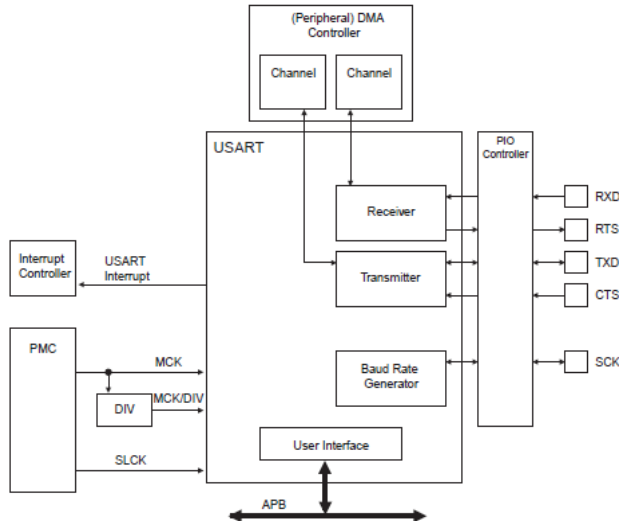 (Peripheral) DMA
Controller
Channel
Channel
USART
PIO
Controller
RXD
Receiver
RTS
Interrupt
Controller
USART
Interrupt
Transmitter
TXD
CTS
PMC
MCK
Baud Rate
Generator
SCK
DIV
MCK/DIV
User Interface
SLCK
APB